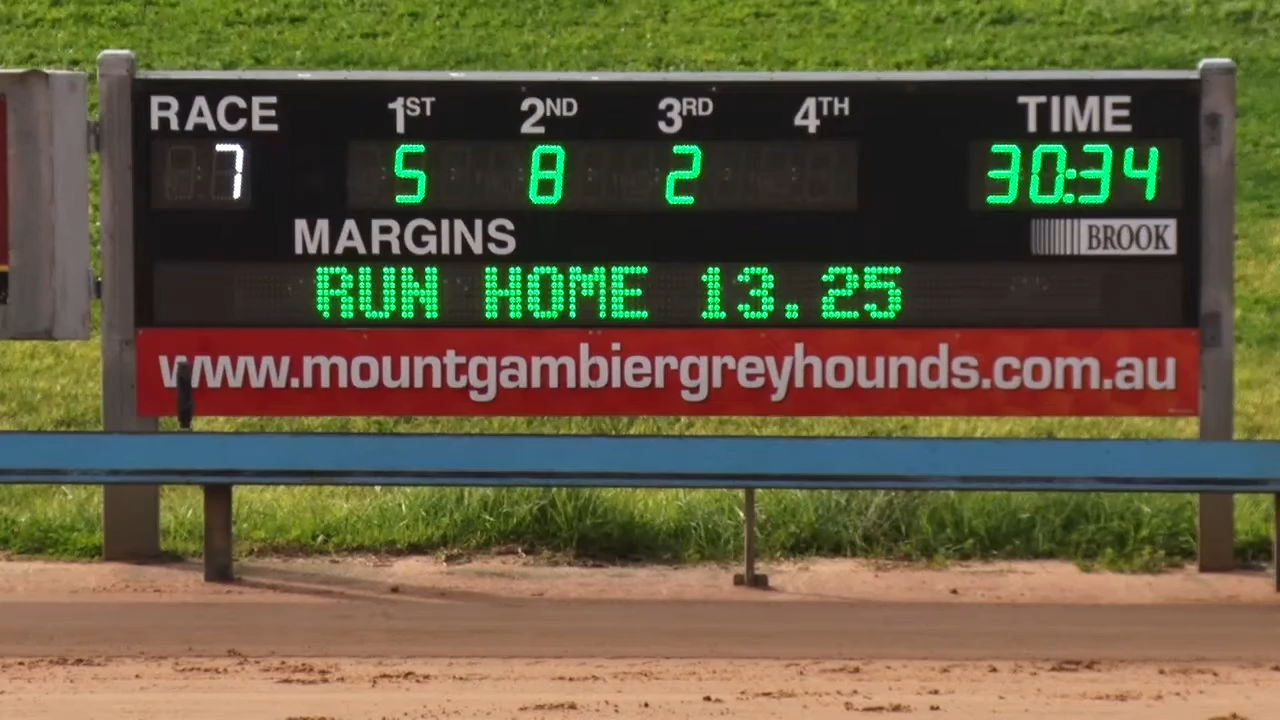 RACE 1ST 2ND 3RD 4TH TIME
7 5 8 2 30:34
MARGINS BROOK
RUN HOME 13.25
www.mountgambiergreyhounds.com.au